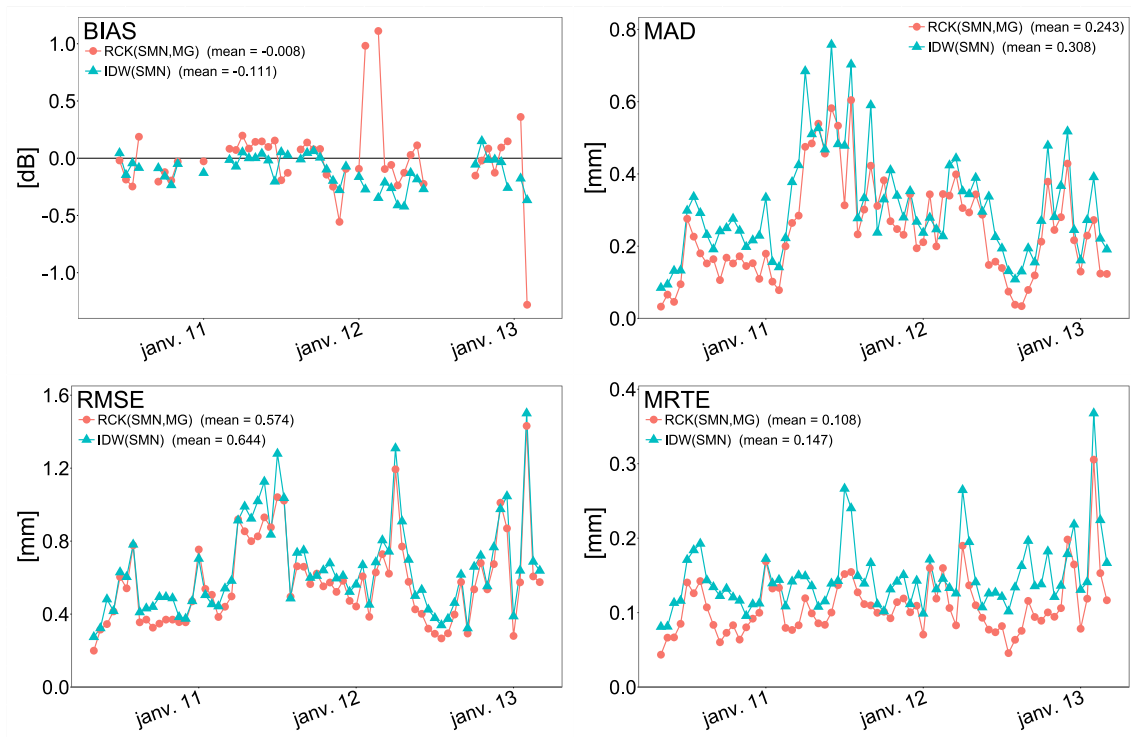 BIAS
RCK(SMN,MG) (mean = -0.008)
IDW(SMN) (mean = -0.111)
1.0
0.5
0.0
-0.5
-1.0
[dB]
janv. 11
janv. 12
janv. 13
MAD
RCK(SMN,MG) (mean = 0.243)
IDW(SMN) (mean = 0.308)
0.8
0.6
0.4
0.2
0.0
[mm]
janv. 11
janv. 12
janv. 13
RMSE
RCK(SMN,MG) (mean = 0.574)
IDW(SMN) (mean = 0.644)
1.6
1.2
0.8
0.4
0.0
[mm]
janv. 11
janv. 12
janv. 13
MRTE
RCK(SMN,MG) (mean = 0.108)
IDW(SMN) (mean = 0.147)
0.4
0.3
0.2
0.1
0.0
[mm]
janv. 11
janv. 12
janv. 13